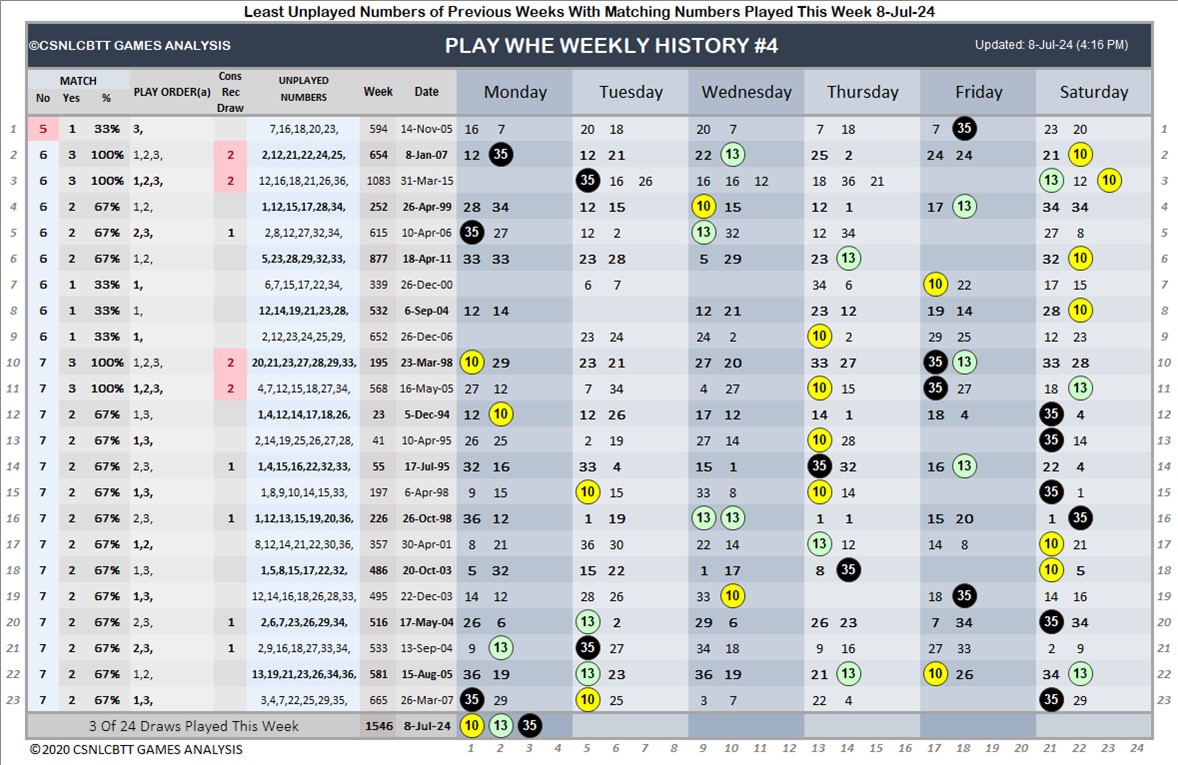 Least Unplayed Numbers of Previous Weeks With Matching Numbers Played This Week 8-Jul-24
©CSNLCBTT GAMES ANALYSIS PLAY WHE WEEKLY HISTORY #4 Updated: 8-Jul-24 (4:16 PM)
MATCH No Yes % PLAY ORDER(a) Cons Rec Draw UNPLAYED NUMBERS Week Date Monday Tuesday Wednesday Thursday Friday Saturday
1 5 1 33% 3, 7,16,18,20,23, 594 14-Nov-05 16 7 20 18 20 7 7 18 7 35 23 20 1
2 6 3 100% 1,2,3, 2 2,12,21,22,24,25, 654 8-Jan-07 12 35 12 21 22 13 25 2 24 24 21 10 2
3 6 3 100% 1,2,3, 2 12,16,18,21,26,36, 1083 31-Mar-15 35 16 26 16 16 12 18 36 21 13 12 10 3
4 6 2 67% 1,2, 1,12,15,17,28,34, 252 26-Apr-99 28 34 12 15 10 15 12 1 17 13 34 34 4
5 6 2 67% 2,3, 1 2,8,12,27,32,34, 615 10-Apr-06 35 27 12 2 13 32 12 34 27 8 5
6 6 2 67% 1,2, 5,23,28,29,32,33, 877 18-Apr-11 33 33 23 28 5 29 23 13 32 10 6
7 6 1 33% 1, 6,7,15,17,22,34, 339 26-Dec-00 6 7 34 6 10 22 17 15 7
8 6 1 33% 1, 12,14,19,21,23,28, 532 6-Sep-04 12 14 12 21 23 12 19 14 28 10 8
9 6 1 33% 1, 2,12,23,24,25,29, 652 26-Dec-06 23 24 24 2 10 2 29 25 12 23 9
10 7 3 100% 1,2,3, 2 20,21,23,27,28,29,33, 195 23-Mar-98 10 29 23 21 27 20 33 27 35 13 33 28 10
11 7 3 100% 1,2,3, 2 4,7,12,15,18,27,34, 568 16-May-05 27 12 7 34 4 27 10 15 35 27 18 13 11
12 7 2 67% 1,3, 1,4,12,14,17,18,26, 23 5-Dec-94 12 10 12 26 17 12 14 1 18 4 35 4 12
13 7 2 67% 1,3, 2,14,19,25,26,27,28, 41 10-Apr-95 26 25 2 19 27 14 10 28 35 14 13
14 7 2 67% 2,3, 1 1,4,15,16,22,32,33, 55 17-Jul-95 32 16 33 4 15 1 35 32 16 13 22 4 14
15 7 2 67% 1,3, 1,8,9,10,14,15,33, 197 6-Apr-98 9 15 10 15 33 8 10 14 35 1 15
16 7 2 67% 2,3, 1 1,12,13,15,19,20,36, 226 26-Oct-98 36 12 1 19 13 13 1 1 15 20 1 35 16
17 7 2 67% 1,2, 8,12,14,21,22,30,36, 357 30-Apr-01 8 21 36 30 22 14 13 12 14 8 10 21 17
18 7 2 67% 1,3, 1,5,8,15,17,22,32, 486 20-Oct-03 5 32 15 22 1 17 8 35 10 5 18
19 7 2 67% 1,3, 12,14,16,18,26,28,33, 495 22-Dec-03 14 12 28 26 33 10 18 35 14 16 19
20 7 2 67% 2,3, 1 2,6,7,23,26,29,34, 516 17-May-04 26 6 13 2 29 6 26 23 7 34 35 34 20
21 7 2 67% 2,3, 1 2,9,16,18,27,33,34, 533 13-Sep-04 9 13 35 27 34 18 9 16 27 33 2 9 21
22 7 2 67% 1,2, 13,19,21,23,26,34,36, 581 15-Aug-05 36 19 13 23 36 19 21 13 10 26 34 13 22
23 7 2 67% 1,3, 3,4,7,22,25,29,35, 665 26-Mar-07 35 29 10 25 3 7 22 4 35 29 23
3 Of 24 Draws Played This Week 1546 8-Jul-24 10 13 35
©2020 CSNLCBTT GAMES ANALYSIS 1 2 3 4 5 6 7 8 9 10 11 12 13 14 15 16 17 18 19 20 21 22 23 24